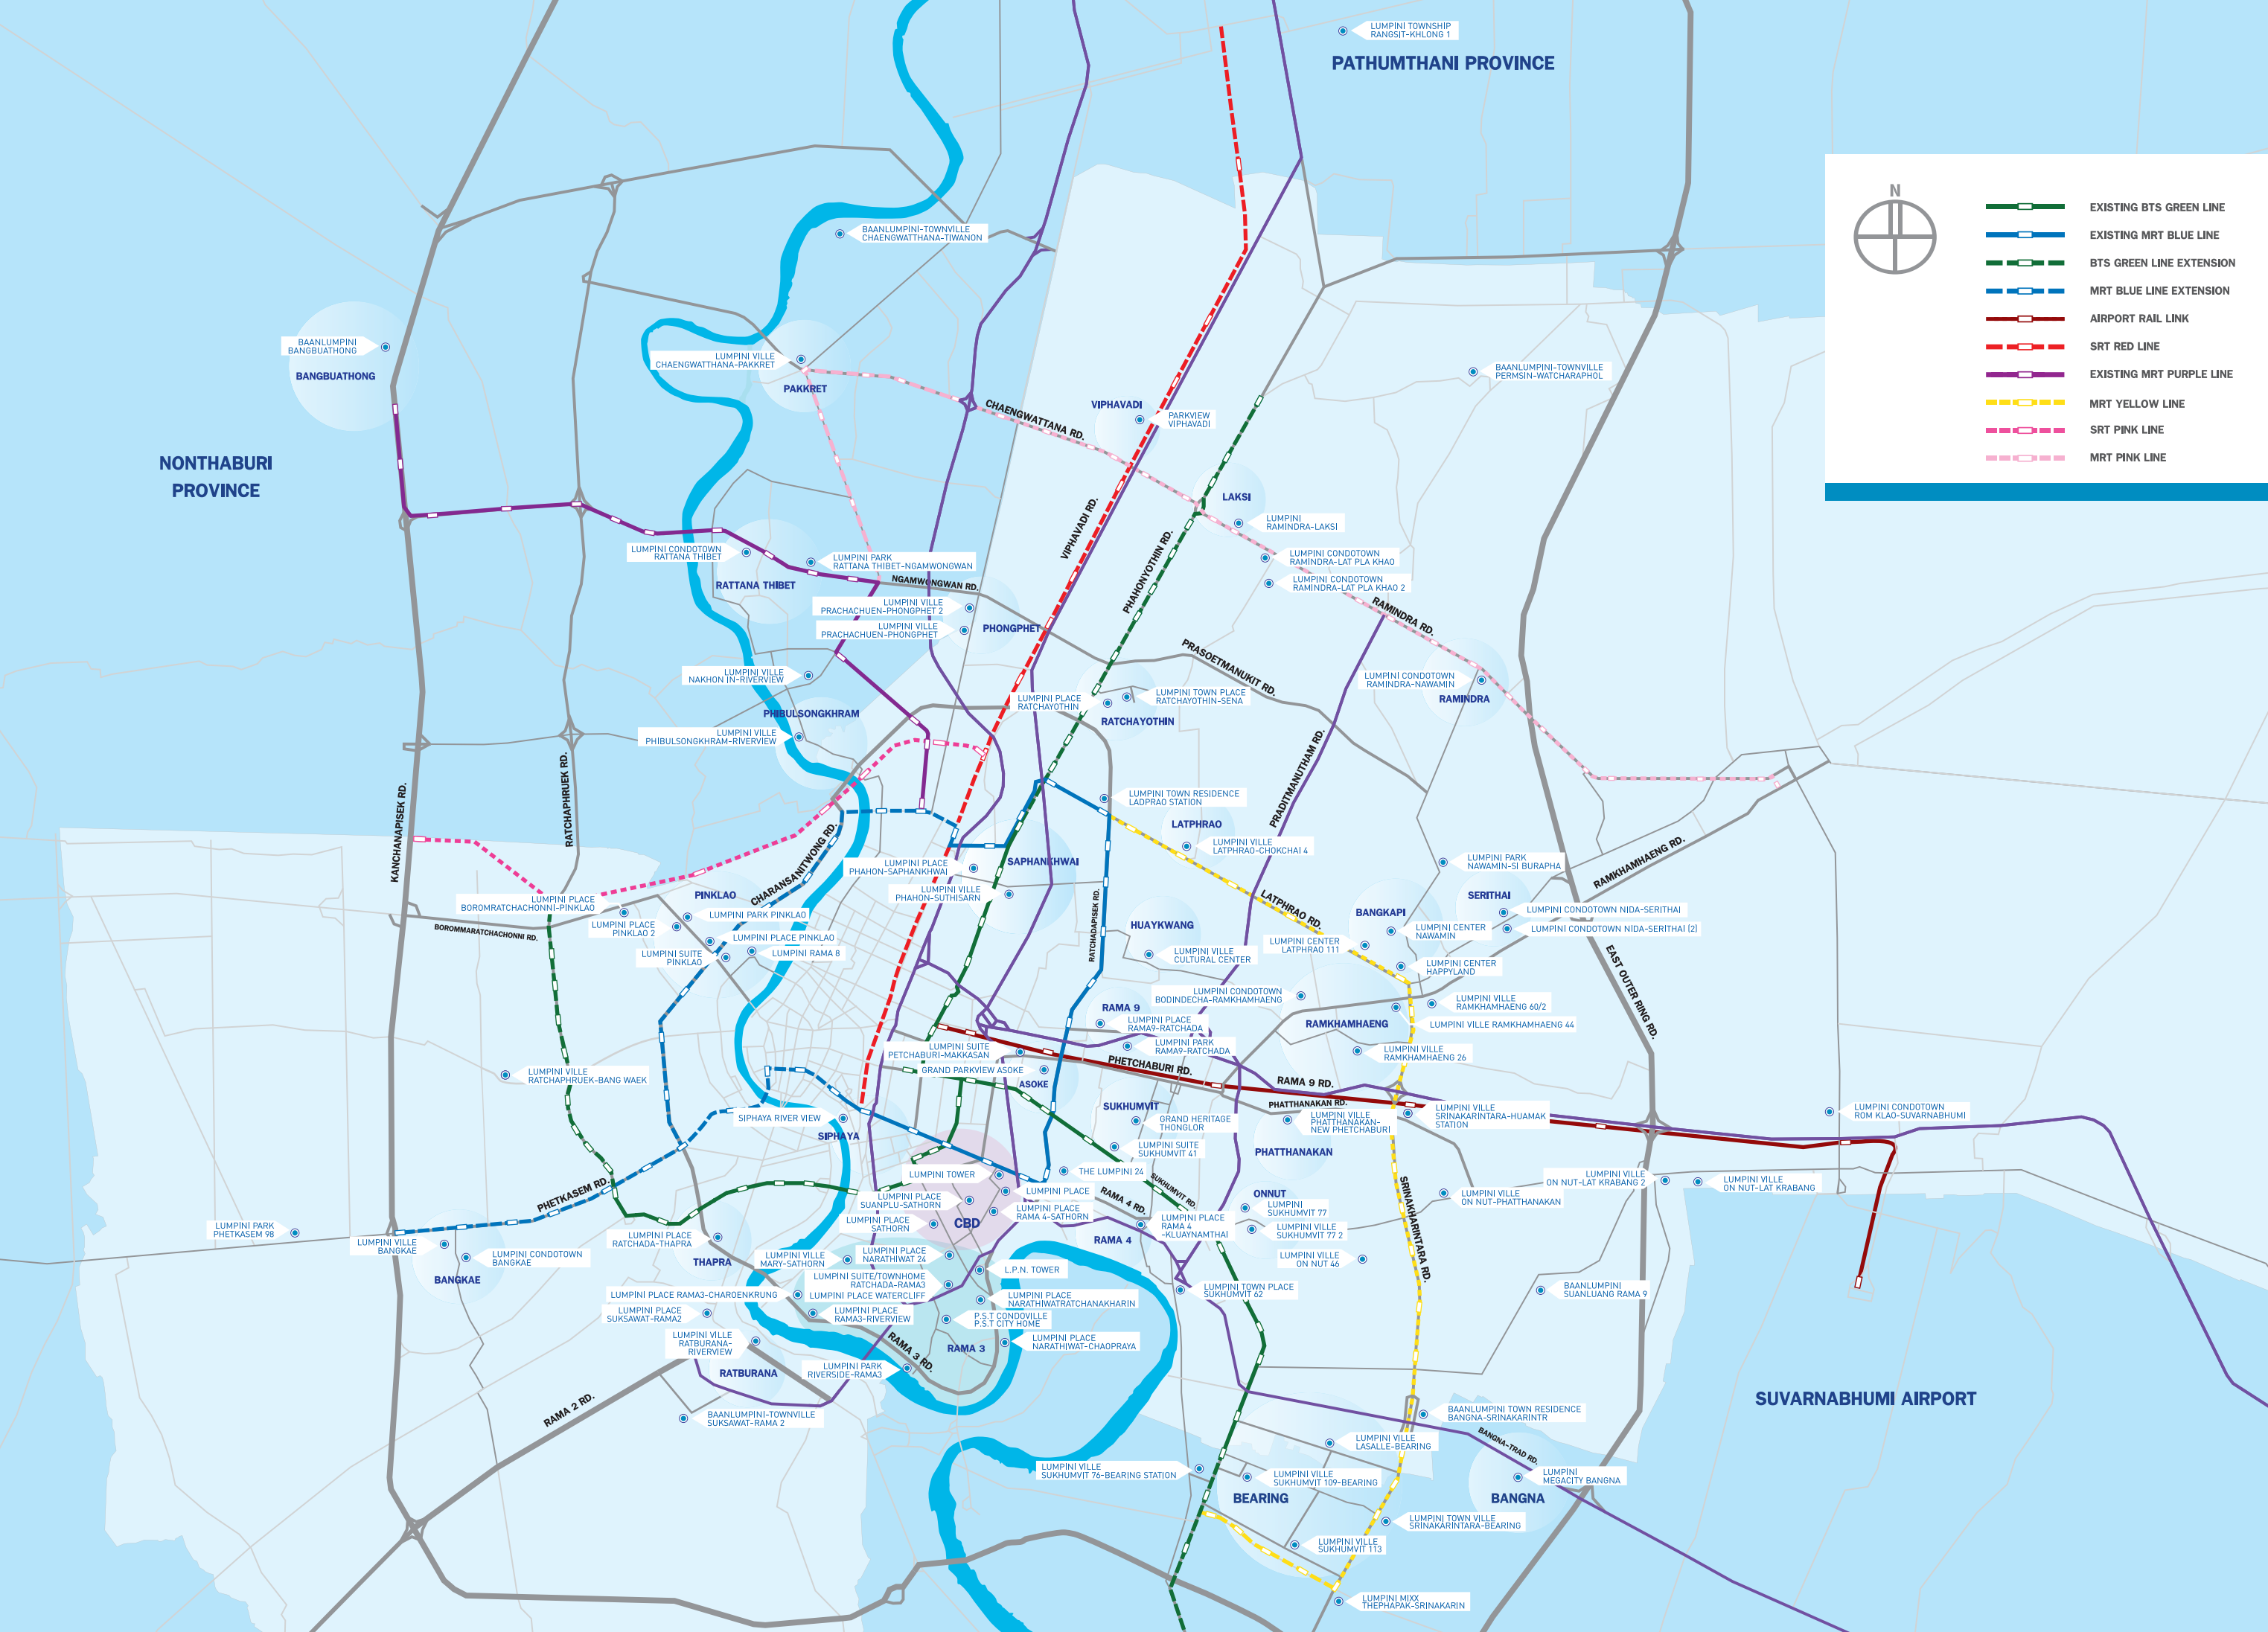 LUMPINI TOWNSHIP
RANGSIT-KHLONG 1
PATHUMTHANI PROVINCE
N
EXISTING BTS GREEN LINE
EXISTING MRT BLUE LINE
BTS GREEN LINE EXTENSION
MRT BLUE LINE EXTENSION
AIRPORT RAIL LINK
SRT RED LINE
EXISTING MRT PURPLE LINE
MRT YELLOW LINE
SRT PINK LINE
MRT PINK LINE
BAANLUMPINI-TOWNVILLE
CHAENGWATTHANA-TIWANON
BAANLUMPINI
BANGBUATHONG
BANGBUATHONG
LUMPINI VILLE
CHAENGWATTHANA-PAKKRET
PAKKRET
CHAENGWATTANA RD.
VIPHAVADI
PARKVIEW
VIPHAVADI
BAANLUMPINI-TOWNVILLE
PERMSIN-WATCHARAPHOL
NONTHABURI
PROVINCE
LAKSI
LUMPINI
RAMINDRA-LAKSI
VIPHAVADI RD.
PHAHONYOTHIN RD.
LUMPINI CONDOTOWN
RATTANA THIBET
LUMPINI PARK
RATTANA THIBET-NGAMWONGWAN
RATTANA THIBET
NGAMWONGWAN RD.
LUMPINI CONDOTOWN
RAMINDRA-LAT PLA KHAO
LUMPINI CONDOTOWN
RAMINDRA-LAT PLA KHAO 2
RAMINDRA RD.
LUMPINI VILLE
PRACHACHUEN-PHONGPHET 2
LUMPINI VILLE
PRACHACHUEN-PHONGPHET
PHONGPHET
PRASOETMANUKIT RD.
LUMPINI VILLE
NAKHON IN-RIVERVIEW
LUMPINI CONDOTOWN
RAMINDRA-NAWAMIN
RAMINDRA
LUMPINI PLACE
RATCHAYOTHIN
LUMPINI TOWN PLACE
RATCHAYOTHIN-SENA
RATCHAYOTHIN
PHIBULSONGKHRAM
LUMPINI VILLE
PHIBULSONGKHRAM-RIVERVIEW
KANCHANAPISEK RD.
RATCHAPHRUEK RD.
PRADITMANUTHAM RD.
LUMPINI TOWN RESIDENCE
LADPRAO STATION
LATPHRAO
LUMPINI VILLE
LATPHRAO-CHOKCHAI 4
CHARANSANITWONG RD.
SAPHANKHWAI
LUMPINI PLACE
PHAHON-SAPHANKHWAI
LUMPINI VILLE
PHAHON-SUTHISARN
LUMPINI PARK
NAWAMIN-SI BURAPHA
RAMKHAMHAENG RD.
PINKLAO
LUMPINI PLACE
BOROMRATCHACHONNI-PINKLAO
LUMPINI PARK PINKLAO
LUMPINI PLACE
PINKLAO 2
LUMPINI PLACE PINKLAO
LUMPINI SUITE
PINKLAO
LUMPINI RAMA 8
BOROMMARATCHACHONNI RD.
RATCHADAPISEK RD.
LATPHRAO RD.
SERITHAI
BANGKAPI
LUMPINI CONDOTOWN NIDA-SERITHAI
LUMPINI CONDOTOWN NIDA-SERITHAI (2)
HUAYKWANG
LUMPINI CENTER
NAWAMIN
LUMPINI CENTER
LATPHRAO 111
LUMPINI VILLE
CULTURAL CENTER
LUMPINI CENTER
HAPPYLAND
EAST OUTER RING RD.
LUMPINI CONDOTOWN
BODINDECHA-RAMKHAMHAENG
LUMPINI VILLE
RAMKHAMHAENG 60/2
RAMA 9
LUMPINI PLACE
RAMA9-RATCHADA
RAMKHAMHAENG
LUMPINI VILLE RAMKHAMHAENG 44
LUMPINI SUITE
PETCHABURI-MAKKASAN
LUMPINI PARK
RAMA9-RATCHADA
LUMPINI VILLE
RAMKHAMHAENG 26
PHETCHABURI RD.
GRAND PARKVIEW ASOKE
ASOKE
RAMA 9 RD.
LUMPINI VILLE
RATCHAPHRUEK-BANG WAEK
PHATTHANAKAN RD.
SUKHUMVIT
GRAND HERITAGE
THONGLOR
LUMPINI VILLE
PHATTHANAKAN-
NEW PHETCHABURI
LUMPINI VILLE
SRINAKARINTARA-HUAMAK
STATION
LUMPINI CONDOTOWN
ROM KLAO-SUVARNABHUMI
SIPHAYA RIVER VIEW
SIPHAYA
LUMPINI SUITE
SUKHUMVIT 41
PHATTHANAKAN
LUMPINI TOWER
THE LUMPINI 24
LUMPINI VILLE
ON NUT-LAT KRABANG 2
LUMPINI VILLE
ON NUT-LAT KRABANG
LUMPINI PLACE
SUANPLU-SATHORN
LUMPINI PLACE
LUMPINI PLACE
RAMA 4-SATHORN
RAMA 4 RD.
SUKHUMVIT RD.
ONNUT
LUMPINI
SUKHUMVIT 77
LUMPINI VILLE
ON NUT-PHATTHANAKAN
SRINAKHARINTARA RD.
PHETKASEM RD.
LUMPINI PARK
PHETKASEM 98
LUMPINI PLACE
SATHORN
CBD
LUMPINI PLACE
RAMA 4
-KLUAYNAMTHAI
LUMPINI VILLE
SUKHUMVIT 77 2
RAMA 4
LUMPINI VILLE
BANGKAE
LUMPINI CONDOTOWN
BANGKAE
BANGKAE
LUMPINI PLACE
RATCHADA-THAPRA
THAPRA
LUMPINI VILLE
MARY-SATHORN
LUMPINI PLACE
NARATHIWAT 24
LUMPINI VILLE
ON NUT 46
L.P.N. TOWER
LUMPINI SUITE/TOWNHOME
RATCHADA-RAMA3
LUMPINI PLACE RAMA3-CHAROENKRUNG
LUMPINI PLACE WATERCLIFF
LUMPINI TOWN PLACE
SUKHUMVIT 62
BAANLUMPINI
SUANLUANG RAMA 9
LUMPINI PLACE
NARATHIWATRATCHANAKHARIN
LUMPINI PLACE
SUKSAWAT-RAMA2
LUMPINI PLACE
RAMA3-RIVERVIEW
P.S.T CONDOVILLE
P.S.T CITY HOME
LUMPINI VILLE
RATBURANA-
RIVERVIEW
RAMA 3 RD.
RAMA 3
LUMPINI PLACE
NARATHIWAT-CHAOPRAYA
RATBURANA
LUMPINI PARK
RIVERSIDE-RAMA3
RAMA 2 RD.
BAANLUMPINI-TOWNVILLE
SUKSAWAT-RAMA 2
SUVARNABHUMI AIRPORT
BAANLUMPINI TOWN RESIDENCE
BANGNA-SRINAKARINTR
LUMPINI VILLE
LASALLE-BEARING
BANGNA-TRAD RD.
LUMPINI VILLE
SUKHUMVIT 76-BEARING STATION
LUMPINI VILLE
SUKHUMVIT 109-BEARING
LUMPINI
MEGACITY BANGNA
BEARING
BANGNA
LUMPINI TOWN VILLE
SRINAKARINTARA-BEARING
LUMPINI VILLE
SUKHUMVIT 113
LUMPINI MIXX
THEPHAPAK-SRINAKARIN